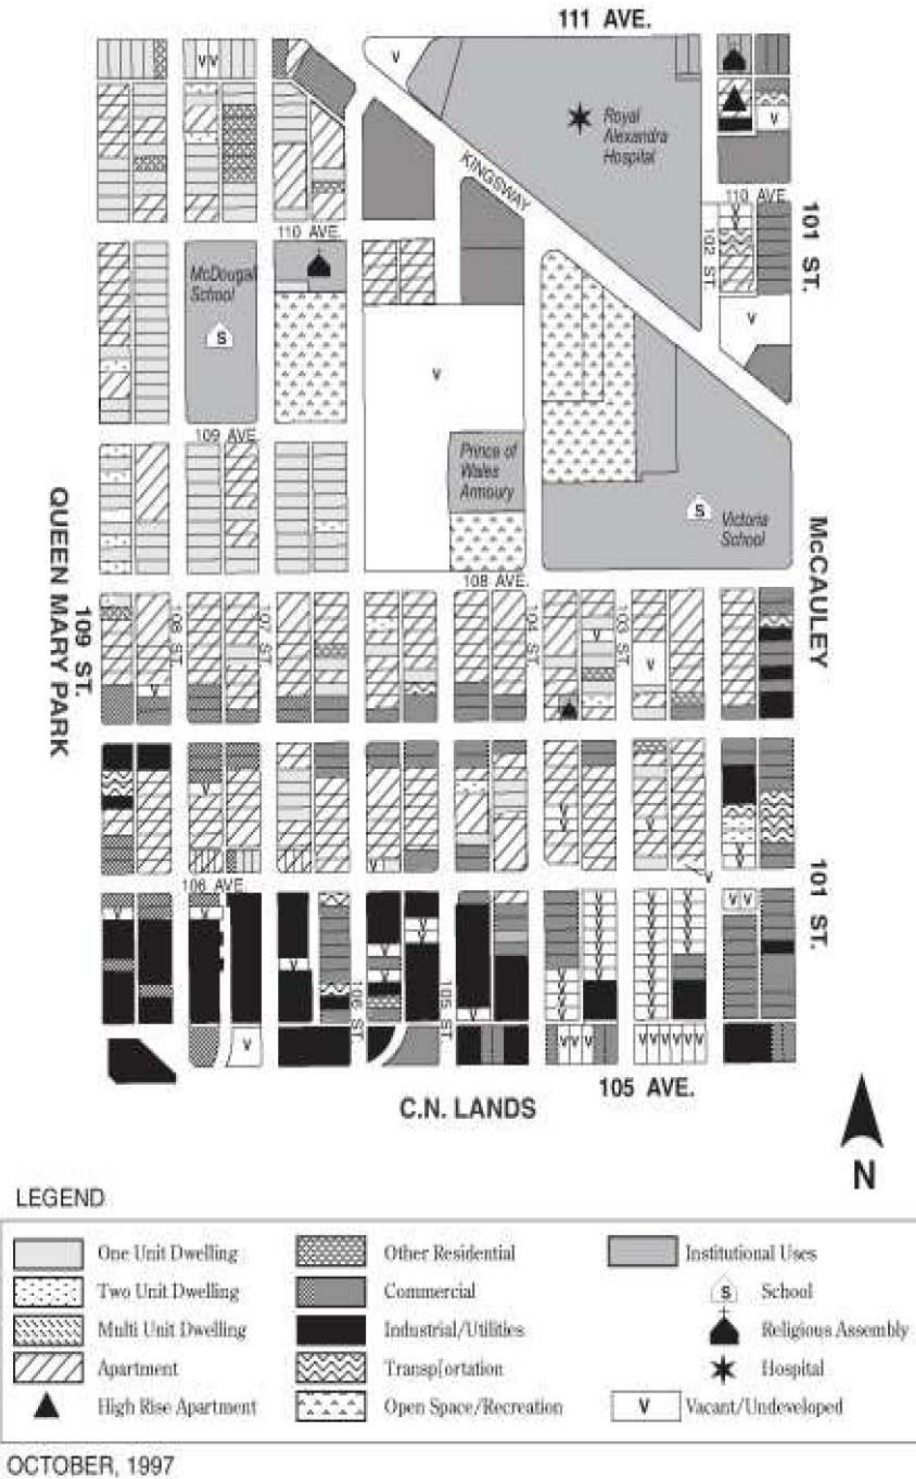 111 AVE.
V
V V
Royal
Alexandra
Hospital
V
KINGSWAY
110 AVE.
V
101 ST.
102 ST.
110 AVE.
McDougall
School
S
V
V
109 AVE.
Prince of
Wales
Armoury
S
Victoria
School
QUEEN MARY PARK
McCAULEY
108 AVE.
109 ST.
108 ST.
107 ST.
104 ST.
103 ST.
V
V
V
V
V
V
V
V
101 ST.
106 AVE.
V V
V
V
V
V
V
106 ST.
105 ST.
V
V
V V V
V V V V V V
105 AVE.
C.N. LANDS
N
LEGEND
One Unit Dwelling
Other Residential
Institutional Uses
Two Unit Dwelling
Commercial
S School
Multi Unit Dwelling
Industrial/Utilities
Religious Assembly
Apartment
Transp[ortation
Hospital
High Rise Apartment
Open Space/Recreation
V Vacant/Undeveloped
OCTOBER, 1997